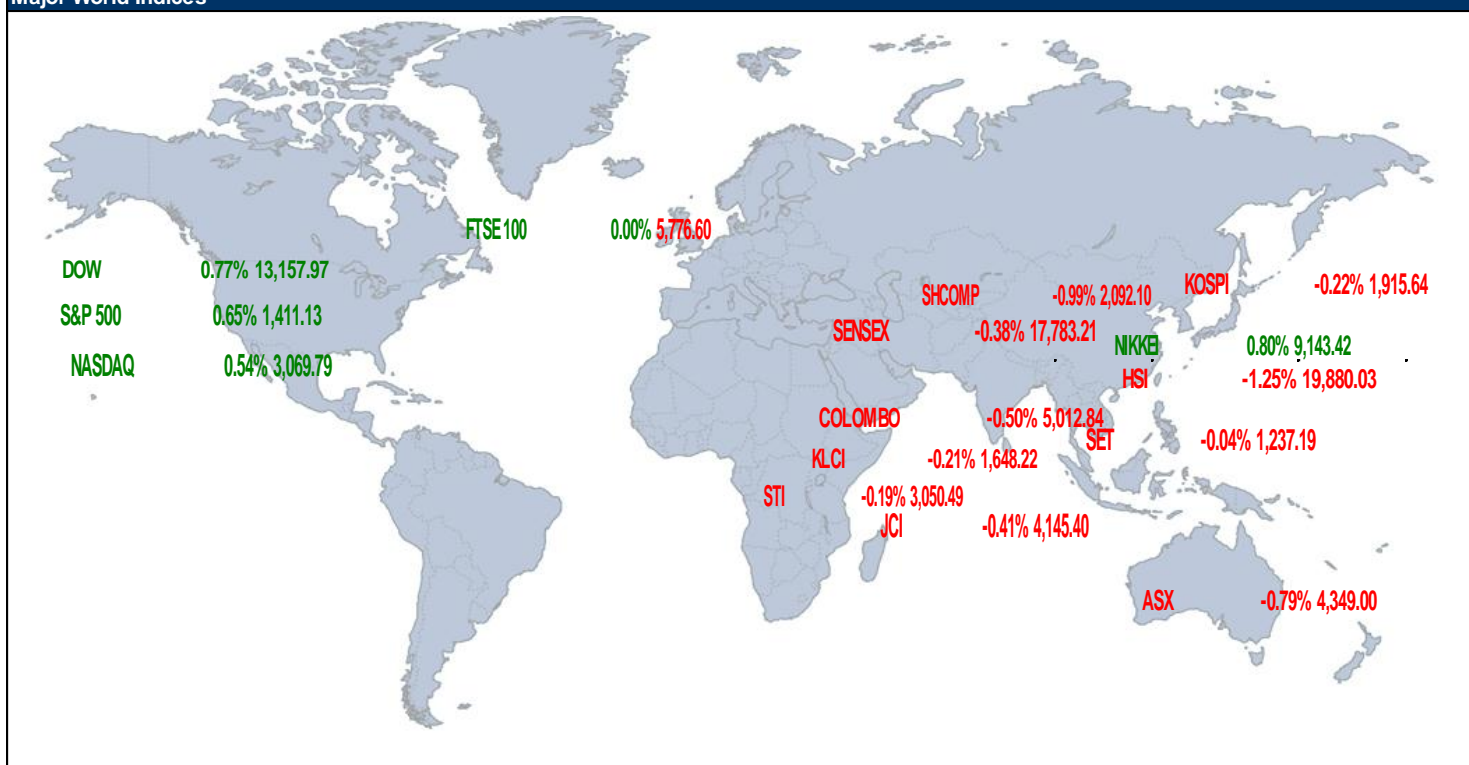 Major World Indices
FTSE 100 0.00% 5,776.60
DOW 0.77% 13,157.97
KOSPI -0.22% 1,915.64
SHCOMP -0.99% 2,092.10
S&P 500 0.65% 1,411.13
SENSEX -0.38% 17,783.21
NIKKEI 0.80% 9,143.42
NASDAQ 0.54% 3,069.79
HSI -1.25% 19,880.03
COLOMBO -0.50% 5,012.84
SET -0.04% 1,237.19
KLCI -0.21% 1,648.22
STI -0.19% 3,050.49
JCI -0.41% 4,145.40
ASX -0.79% 4,349.00